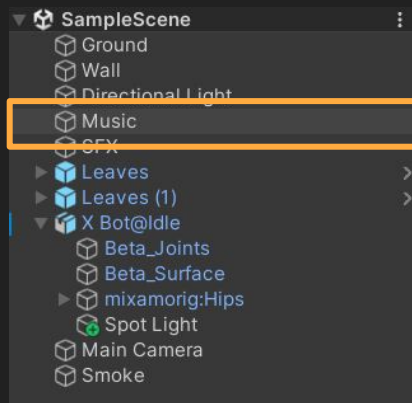 SampleScene
Ground
Wall
Directional Light
Music
SFX
Leaves
Leaves (1)
X Bot@Idle
Beta_Joints
Beta_Surface
mixamorig:Hips
Spot Light
Main Camera
Smoke